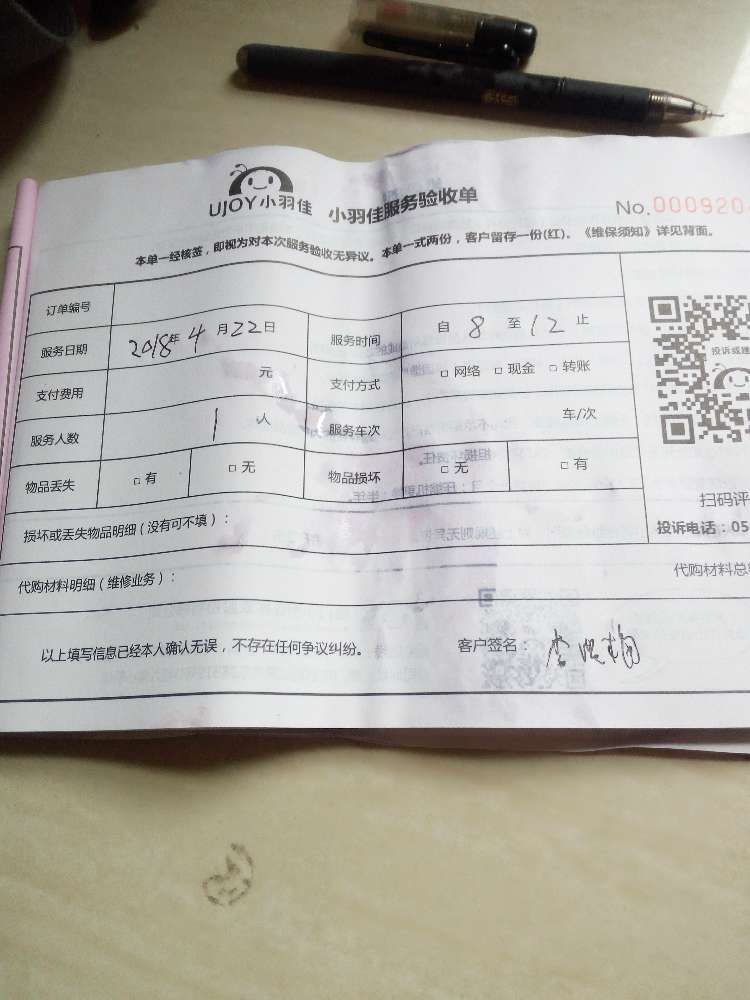 UJOY小羽佳 小羽佳服务验收单 No.000920
本单一经核签，即视为对本次服务验收无异议。本单一式两份，客户留存一份(红)。《维保须知》详见背面。
订单编号
服务日期 2018年 4月22日 服务时间 自 8 至 12 止
支付费用 元 支付方式 □ 网络 □ 现金 □ 转账
服务人数 1 人 服务车次 车/次
物品丢失 □ 有 □ 无 物品损坏 □ 无 □ 有
投诉或建
扫码评
投诉电话：05
损坏或丢失物品明细（没有可不填）：
代购材料明细（维修业务）： 代购材料总
以上填写信息已经本人确认无误，不存在任何争议纠纷。 客户签名：